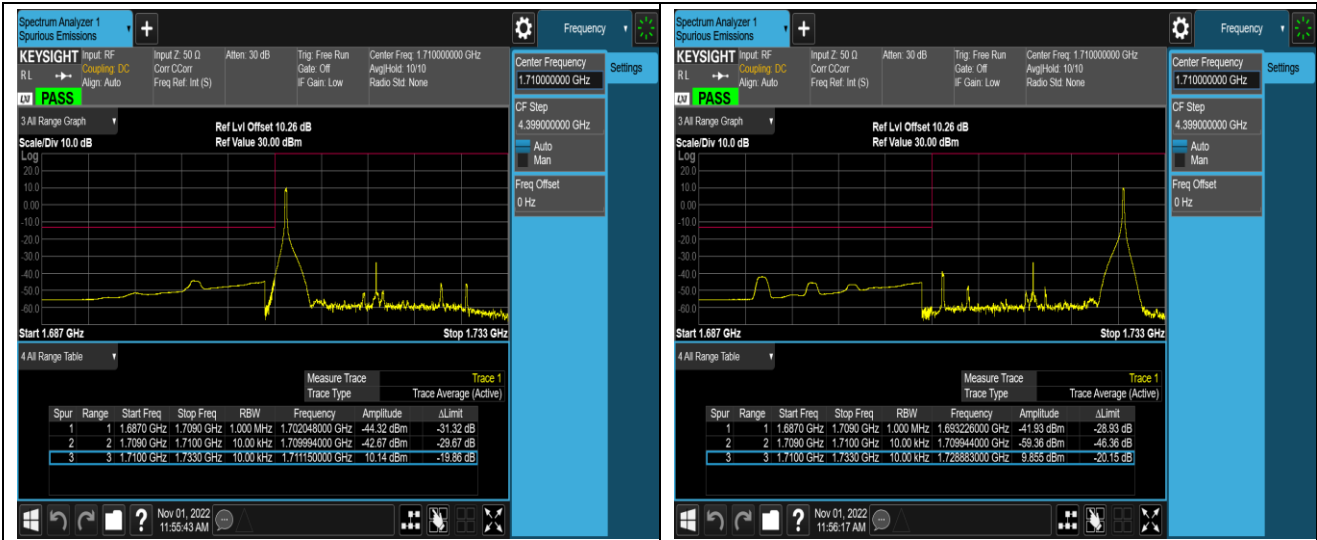 Spectrum Analyzer 1
Spurious Emissions
Frequency
KEYSIGHT Input: RF Input Z: 50 Ω Atten: 30 dB Trig: Free Run Center Freq: 1.710000000 GHz
Coupling: DC Corr CCorr Gate: Off Avg|Hold: 10/10
RL Align: Auto Freq Ref: Int (S) IF Gain: Low Radio Std: None
PASS
Center Frequency
1.710000000 GHz
Settings
CF Step
4.399000000 GHz
Auto
Man
Freq Offset
0 Hz
3 All Range Graph
Ref Lvl Offset 10.26 dB
Scale/Div 10.0 dB Ref Value 30.00 dBm
Log
20.0
10.0
0.00
-10.0
-20.0
-30.0
-40.0
-50.0
-60.0
Start 1.687 GHz Stop 1.733 GHz
4 All Range Table
Measure Trace Trace 1
Trace Type Trace Average (Active)
Spur Range Start Freq Stop Freq RBW Frequency Amplitude ΔLimit
1 1 1.6870 GHz 1.7090 GHz 1.000 MHz 1.702048000 GHz -44.32 dBm -31.32 dB
2 2 1.7090 GHz 1.7100 GHz 10.00 kHz 1.709994000 GHz -42.67 dBm -29.67 dB
3 3 1.7100 GHz 1.7330 GHz 10.00 kHz 1.711150000 GHz 10.14 dBm -19.86 dB
?
Nov 01, 2022
11:55:43 AM
Spectrum Analyzer 1
Spurious Emissions
Frequency
KEYSIGHT Input: RF Input Z: 50 Ω Atten: 30 dB Trig: Free Run Center Freq: 1.710000000 GHz
Coupling: DC Corr CCorr Gate: Off Avg|Hold: 10/10
RL Align: Auto Freq Ref: Int (S) IF Gain: Low Radio Std: None
PASS
Center Frequency
1.710000000 GHz
Settings
CF Step
4.399000000 GHz
Auto
Man
Freq Offset
0 Hz
3 All Range Graph
Ref Lvl Offset 10.26 dB
Scale/Div 10.0 dB Ref Value 30.00 dBm
Log
20.0
10.0
0.00
-10.0
-20.0
-30.0
-40.0
-50.0
-60.0
Start 1.687 GHz Stop 1.733 GHz
4 All Range Table
Measure Trace Trace 1
Trace Type Trace Average (Active)
Spur Range Start Freq Stop Freq RBW Frequency Amplitude ΔLimit
1 1 1.6870 GHz 1.7090 GHz 1.000 MHz 1.693226000 GHz -41.93 dBm -28.93 dB
2 2 1.7090 GHz 1.7100 GHz 10.00 kHz 1.709944000 GHz -59.36 dBm -46.36 dB
3 3 1.7100 GHz 1.7330 GHz 10.00 kHz 1.728883000 GHz 9.855 dBm -20.15 dB
?
Nov 01, 2022
11:56:17 AM